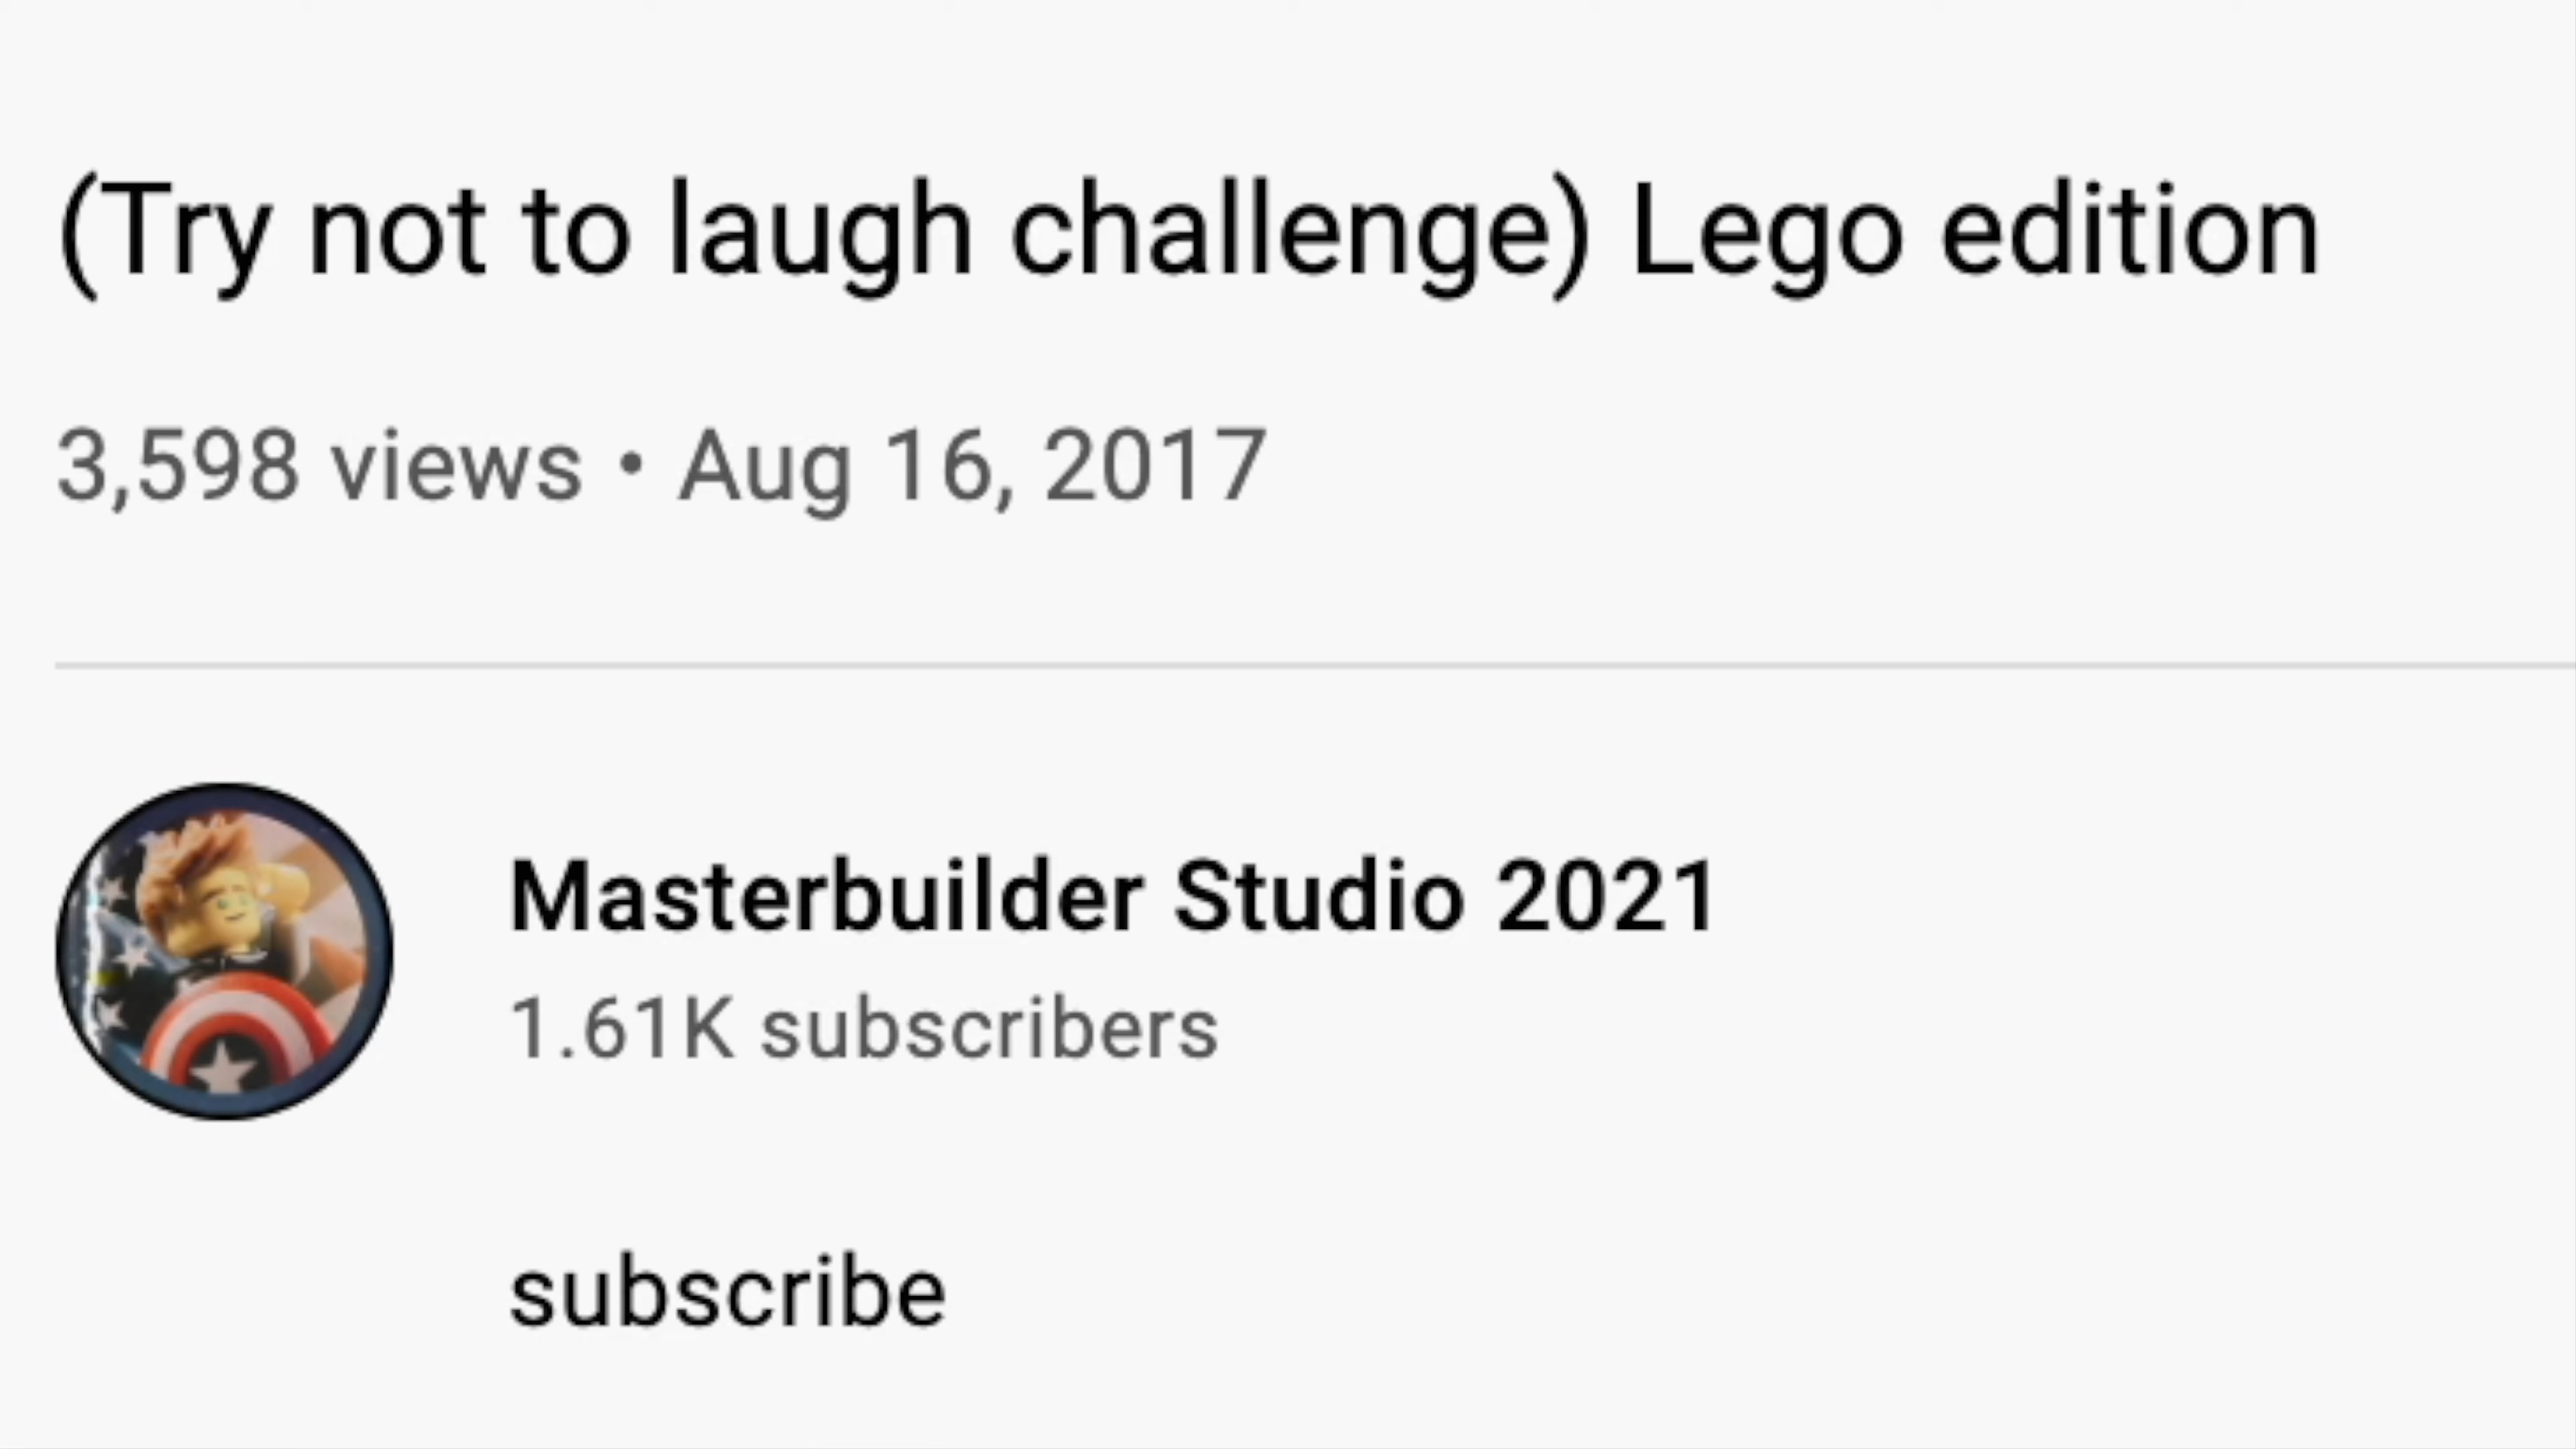 (Try not to laugh challenge) Lego edition
3,598 views • Aug 16, 2017
Masterbuilder Studio 2021
1.61K subscribers
subscribe